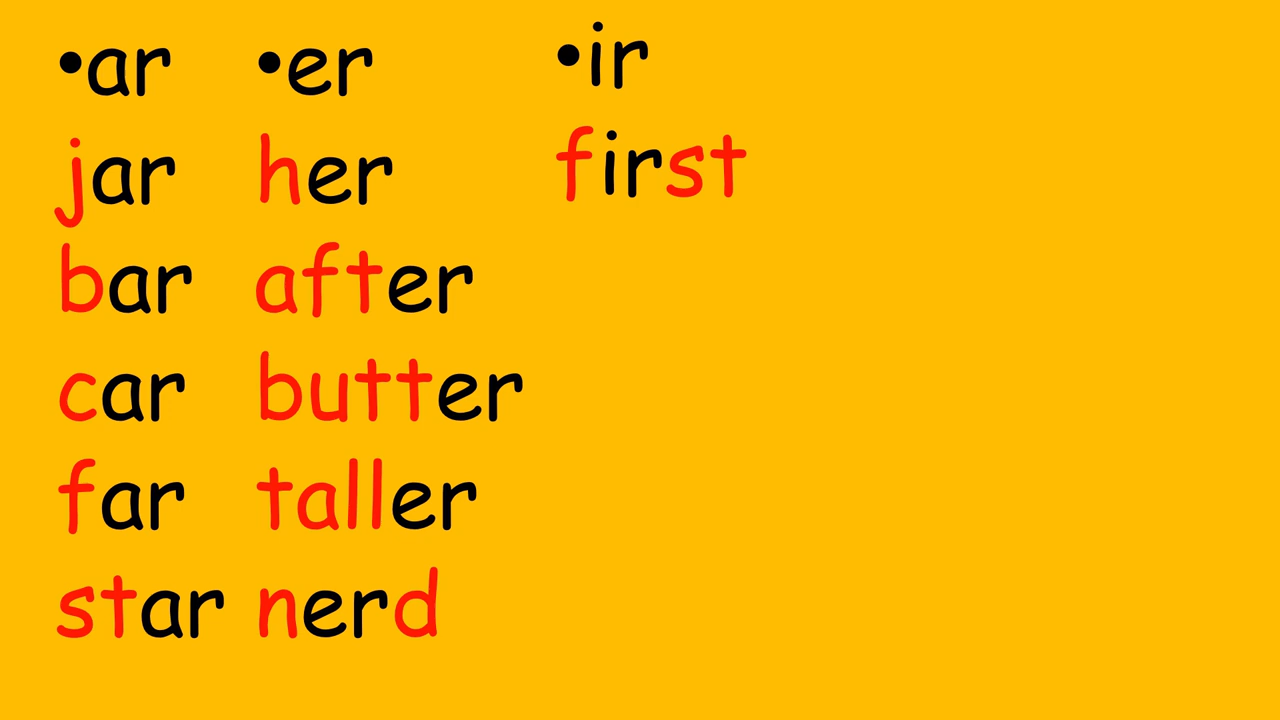 •ar
jar
bar
car
far
star
•er
her
after
butter
taller
nerd
•ir
first